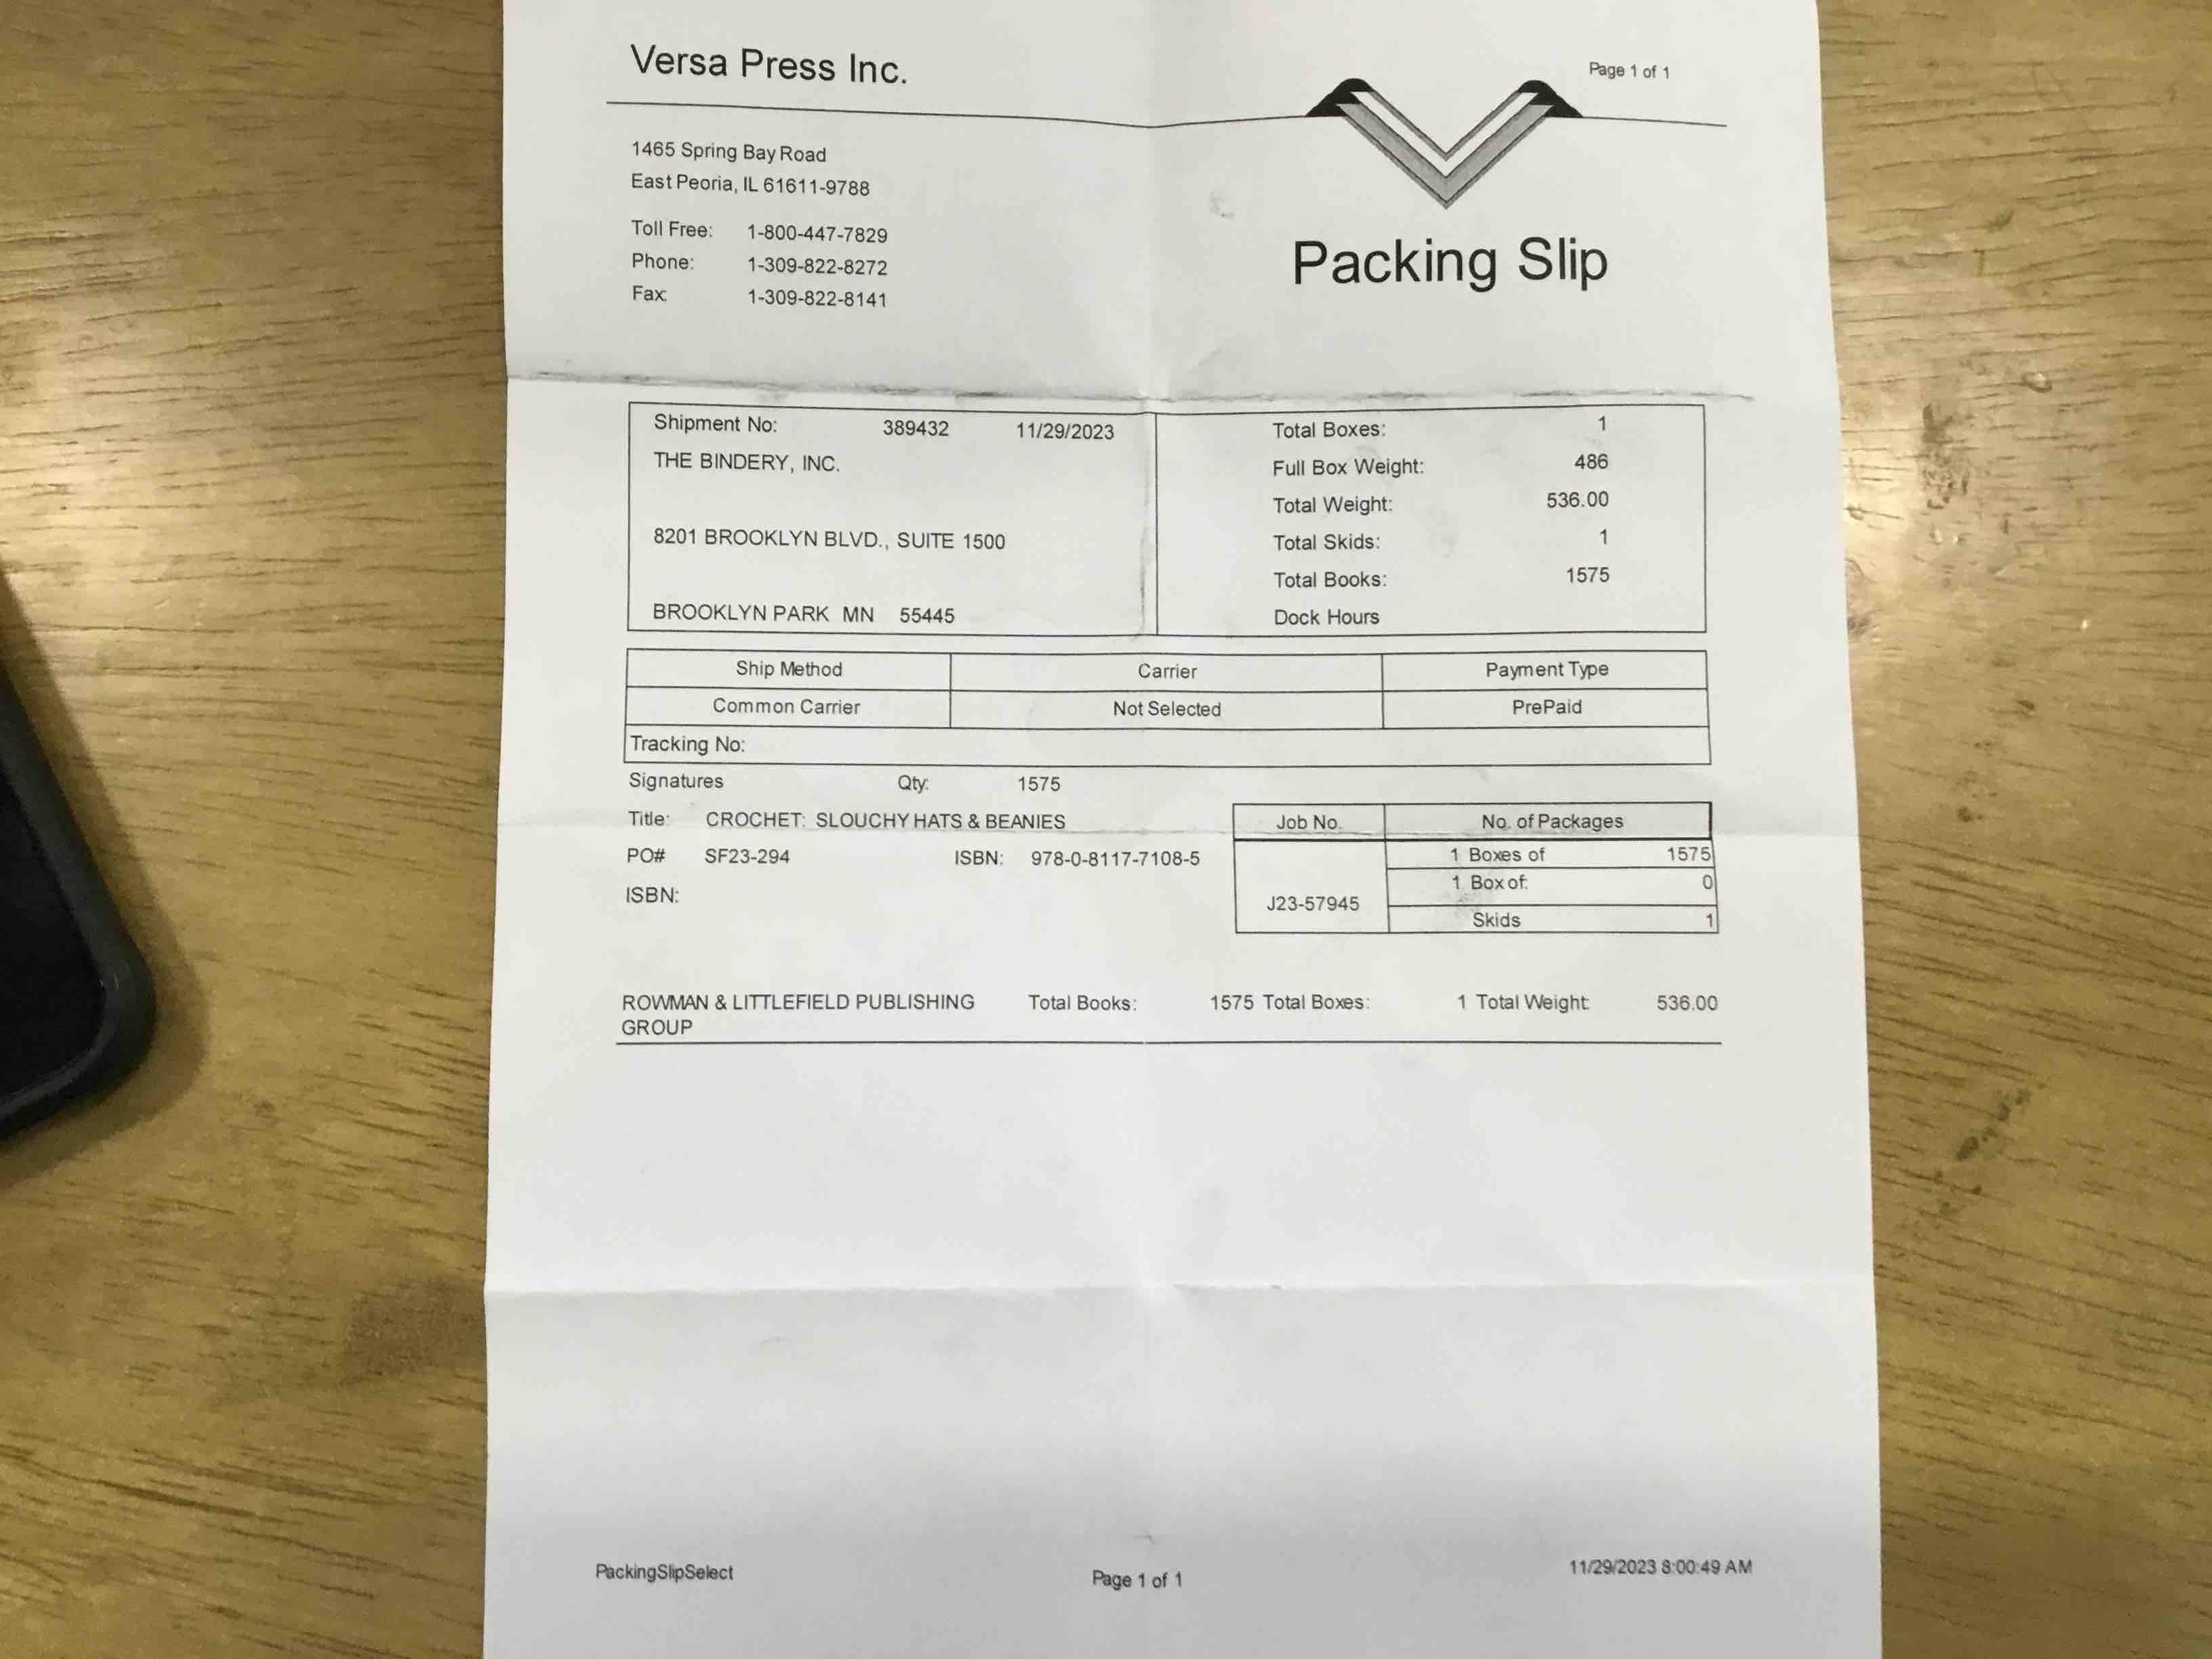 Versa Press Inc.
Page 1 of 1
1465 Spring Bay Road
East Peoria, IL 61611-9788
Toll Free: 1-800-447-7829
Phone: 1-309-822-8272
Fax: 1-309-822-8141
Packing Slip
Shipment No: 389432 11/29/2023
THE BINDERY, INC.
8201 BROOKLYN BLVD., SUITE 1500
BROOKLYN PARK MN 55445
Total Boxes: 1
Full Box Weight: 486
Total Weight: 536.00
Total Skids: 1
Total Books: 1575
Dock Hours
Ship Method Carrier Payment Type
Common Carrier Not Selected PrePaid
Tracking No:
Signatures Qty: 1575
Title: CROCHET: SLOUCHY HATS & BEANIES
PO# SF23-294 ISBN: 978-0-8117-7108-5
ISBN:
Job No. No. of Packages
J23-57945
1 Boxes of 1575
1 Box of: 0
Skids 1
ROWMAN & LITTLEFIELD PUBLISHING GROUP Total Books: 1575 Total Boxes: 1 Total Weight: 536.00
PackingSlipSelect Page 1 of 1 11/29/2023 8:00:49 AM